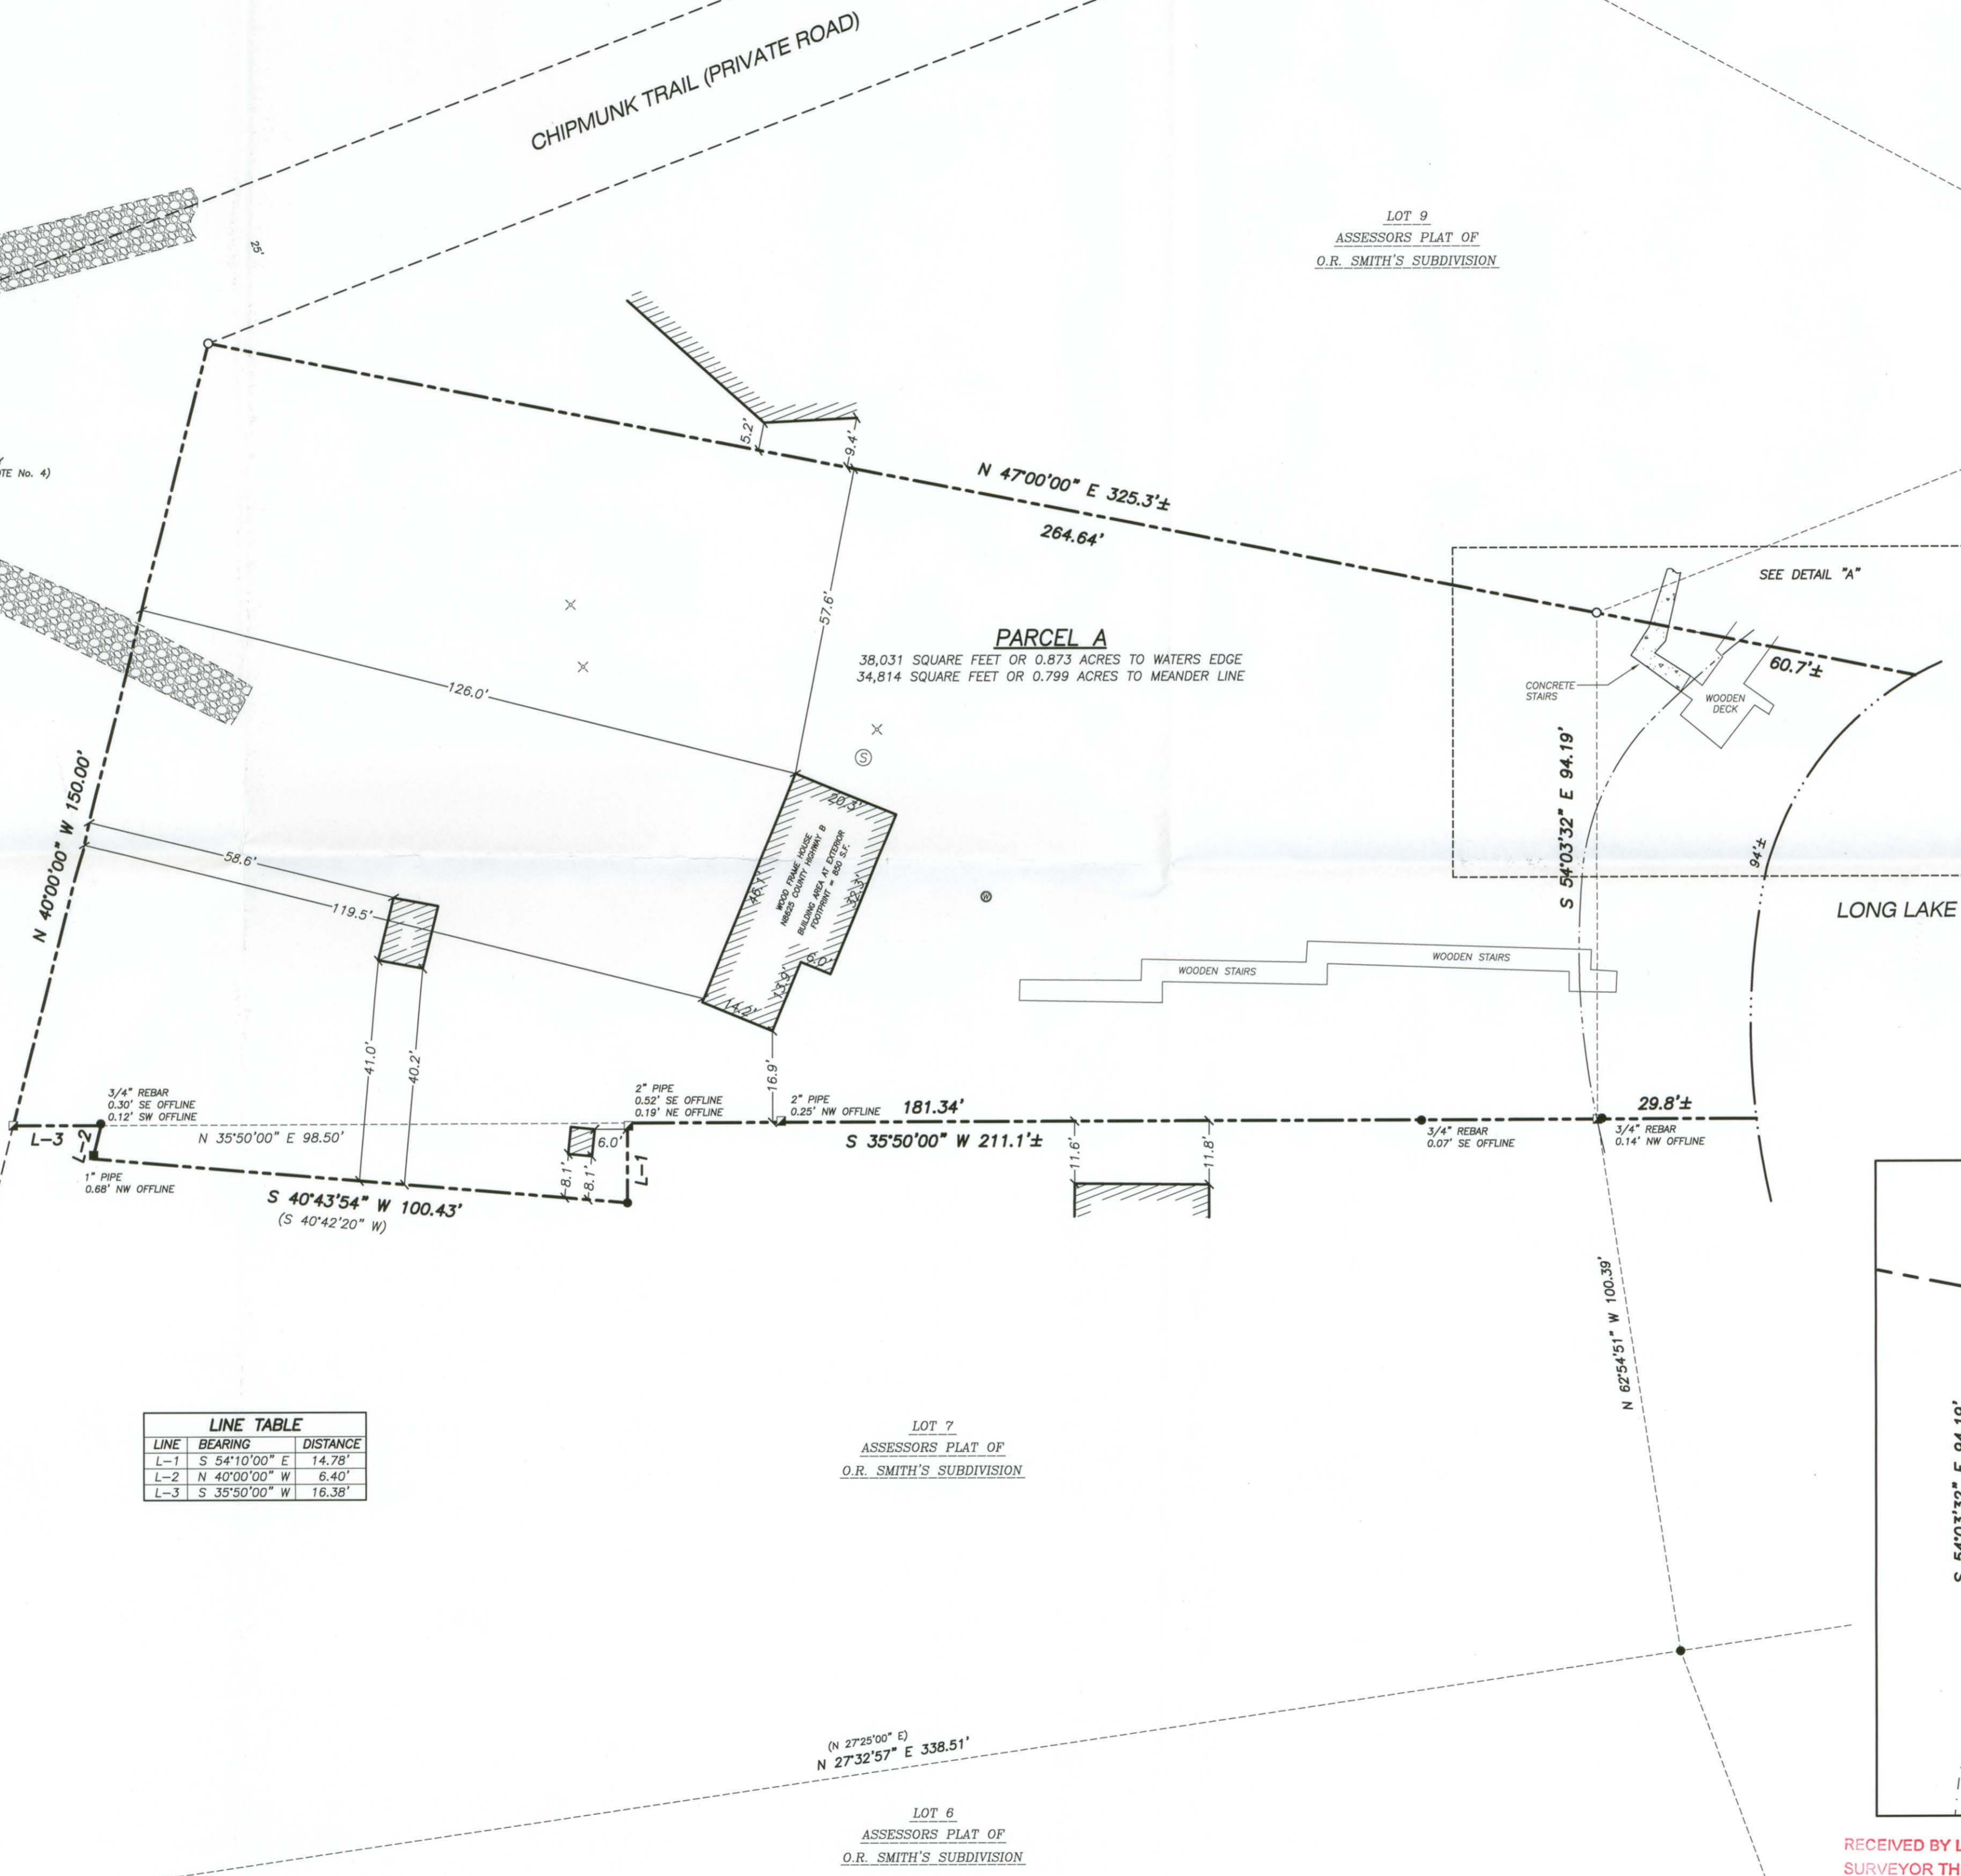 CHIPMUNK TRAIL (PRIVATE ROAD)
25'
LOT 9
ASSESSORS PLAT OF
O.R. SMITH'S SUBDIVISION
TE No. 4)
5.2'
9.4'
N 47°00'00" E 325.3'±
264.64'
SEE DETAIL "A"
57.6'
PARCEL A
38,031 SQUARE FEET OR 0.873 ACRES TO WATERS EDGE
34,814 SQUARE FEET OR 0.799 ACRES TO MEANDER LINE
60.7'±
CONCRETE
STAIRS
WOODEN
DECK
126.0'
S
N 40°00'00" W 150.00'
S 54°03'32" E 94.19'
94'±
20.3'
46.1'
WOOD FRAME HOUSE
N8625 COUNTY HIGHWAY B
BUILDING AREA AT EXTERIOR
FOOTPRINT = 850 S.F.
32.3'
58.6'
119.5'
W
LONG LAKE
6.0'
13.9'
14.2'
WOODEN STAIRS
WOODEN STAIRS
41.0'
40.2'
16.9'
3/4" REBAR
0.30' SE OFFLINE
0.12' SW OFFLINE
2" PIPE
0.52' SE OFFLINE
0.19' NE OFFLINE
2" PIPE
0.25' NW OFFLINE
181.34'
29.8'±
L-3
L-2
N 35°50'00" E 98.50'
6.0'
S 35°50'00" W 211.1'±
3/4" REBAR
0.07' SE OFFLINE
3/4" REBAR
0.14' NW OFFLINE
11.6'
11.8'
8.1'
8.1'
L-1
1" PIPE
0.68' NW OFFLINE
S 40°43'54" W 100.43'
(S 40°42'20" W)
N 62°54'51" W 100.39'
LINE TABLE
LINE BEARING DISTANCE
L-1 S 54°10'00" E 14.78'
L-2 N 40°00'00" W 6.40'
L-3 S 35°50'00" W 16.38'
LOT 7
ASSESSORS PLAT OF
O.R. SMITH'S SUBDIVISION
S 54°03'32" E 94.19'
(N 27°25'00" E)
N 27°32'57" E 338.51'
LOT 6
ASSESSORS PLAT OF
O.R. SMITH'S SUBDIVISION
RECEIVED BY L
SURVEYOR TH